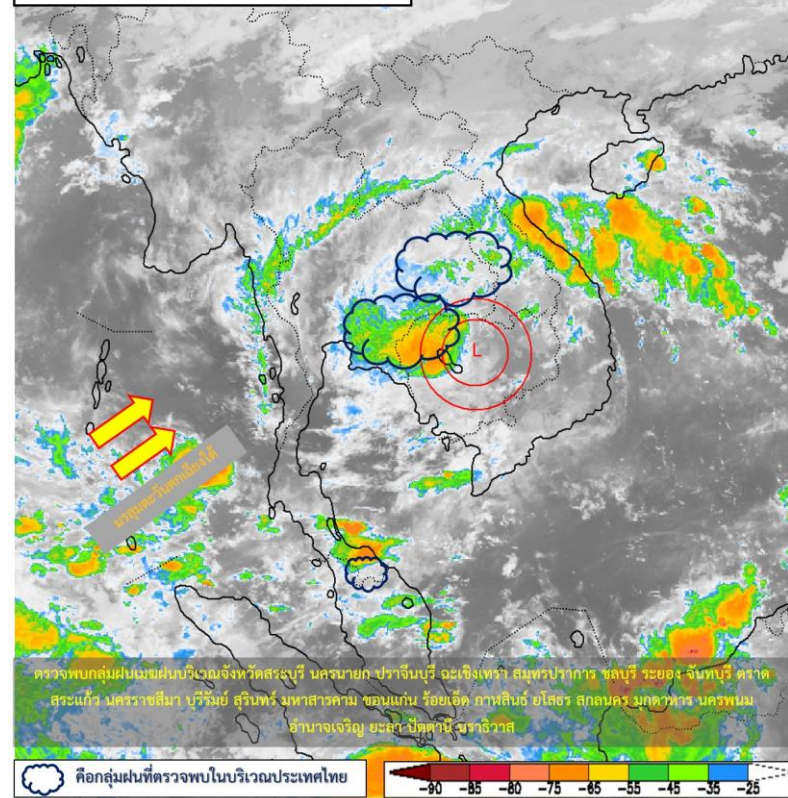 L
มรสุมตะวันตกเฉียงใต้
ตรวจพบกลุ่มฝนเมฆฝนบริเวณจังหวัดสระบุรี นครนายก ปราจีนบุรี ฉะเชิงเทรา สมุทรปราการ ชลบุรี ระยอง จันทบุรี ตราด
สระแก้ว นครราชสีมา บุรีรัมย์ สุรินทร์ มหาสารคาม ขอนแก่น ร้อยเอ็ด กาฬสินธุ์ ยโสธร สกลนคร มุกดาหาร นครพนม
อำนาจเจริญ ยะลา ปัตตานี นราธิวาส
คือกลุ่มฝนที่ตรวจพบในบริเวณประเทศไทย
-90 -85 -80 -75 -65 -55 -45 -35 -25